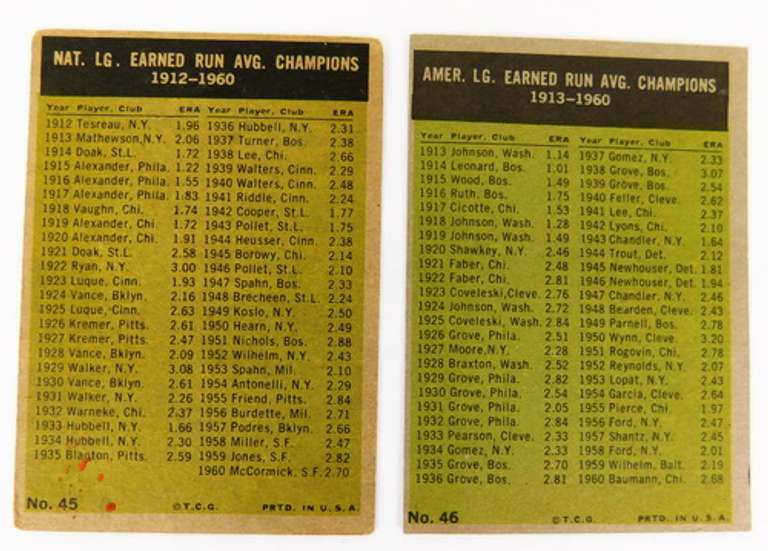 NAT. LG. EARNED RUN AVG. CHAMPIONS
1912-1960
Year Player, Club ERA Year Player, Club ERA
1912 Tesreau, N.Y. 1.96 1936 Hubbell, N.Y. 2.31
1913 Mathewson, N.Y. 2.06 1937 Turner, Bos. 2.38
1914 Doak, St.L. 1.72 1938 Lee, Chi. 2.66
1915 Alexander, Phila. 1.22 1939 Walters, Cinn. 2.29
1916 Alexander, Phila. 1.55 1940 Walters, Cinn. 2.48
1917 Alexander, Phila. 1.83 1941 Riddle, Cinn. 2.24
1918 Vaughn, Chi. 1.74 1942 Cooper, St.L. 1.77
1919 Alexander, Chi. 1.72 1943 Pollet, St.L. 1.75
1920 Alexander, Chi. 1.91 1944 Heusser, Cinn. 2.38
1921 Doak, St.L. 2.58 1945 Borowy, Chi. 2.14
1922 Ryan, N.Y. 3.00 1946 Pollet, St.L. 2.10
1923 Luque, Cinn. 1.93 1947 Spahn, Bos. 2.33
1924 Vance, Bklyn. 2.16 1948 Brecheen, St.L. 2.24
1925 Luque, Cinn. 2.63 1949 Koslo, N.Y. 2.50
1926 Kremer, Pitts. 2.61 1950 Hearn, N.Y. 2.49
1927 Kremer, Pitts. 2.47 1951 Nichols, Bos. 2.88
1928 Vance, Bklyn. 2.09 1952 Wilhelm, N.Y. 2.43
1929 Walker, N.Y. 3.08 1953 Spahn, Mil. 2.10
1930 Vance, Bklyn. 2.61 1954 Antonelli, N.Y. 2.29
1931 Walker, N.Y. 2.26 1955 Friend, Pitts. 2.84
1932 Warneke, Chi. 2.37 1956 Burdette, Mil. 2.71
1933 Hubbell, N.Y. 1.66 1957 Podres, Bklyn. 2.66
1934 Hubbell, N.Y. 2.30 1958 Miller, S.F. 2.47
1935 Blanton, Pitts. 2.59 1959 Jones, S.F. 2.82
1960 McCormick, S.F. 2.70
No. 45 ©T.C.G. PRTD. IN U.S.A.
AMER. LG. EARNED RUN AVG. CHAMPIONS
1913-1960
Year Player, Club ERA Year Player, Club ERA
1913 Johnson, Wash. 1.14 1937 Gomez, N.Y. 2.33
1914 Leonard, Bos. 1.01 1938 Grove, Bos. 3.07
1915 Wood, Bos. 1.49 1939 Grove, Bos. 2.54
1916 Ruth, Bos. 1.75 1940 Feller, Cleve. 2.62
1917 Cicotte, Chi. 1.53 1941 Lee, Chi. 2.37
1918 Johnson, Wash. 1.28 1942 Lyons, Chi. 2.10
1919 Johnson, Wash. 1.49 1943 Chandler, N.Y. 1.64
1920 Shawkey, N.Y. 2.46 1944 Trout, Det. 2.12
1921 Faber, Chi. 2.48 1945 Newhouser, Det. 1.81
1922 Faber, Chi. 2.81 1946 Newhouser, Det. 1.94
1923 Coveleski, Cleve. 2.76 1947 Chandler, N.Y. 2.46
1924 Johnson, Wash. 2.72 1948 Bearden, Cleve. 2.43
1925 Coveleski, Wash. 2.84 1949 Parnell, Bos. 2.78
1926 Grove, Phila. 2.51 1950 Wynn, Cleve. 3.20
1927 Moore, N.Y. 2.28 1951 Rogovin, Chi. 2.78
1928 Braxton, Wash. 2.52 1952 Reynolds, N.Y. 2.07
1929 Grove, Phila. 2.82 1953 Lopat, N.Y. 2.43
1930 Grove, Phila. 2.54 1954 Garcia, Cleve. 2.64
1931 Grove, Phila. 2.05 1955 Pierce, Chi. 1.97
1932 Grove, Phila. 2.84 1956 Ford, N.Y. 2.47
1933 Pearson, Cleve. 2.33 1957 Shantz, N.Y. 2.45
1934 Gomez, N.Y. 2.33 1958 Ford, N.Y. 2.01
1935 Grove, Bos. 2.70 1959 Wilhelm, Balt. 2.19
1936 Grove, Bos. 2.81 1960 Baumann, Chi. 2.68
No. 46 ©T.C.G. PRTD. IN U.S.A.